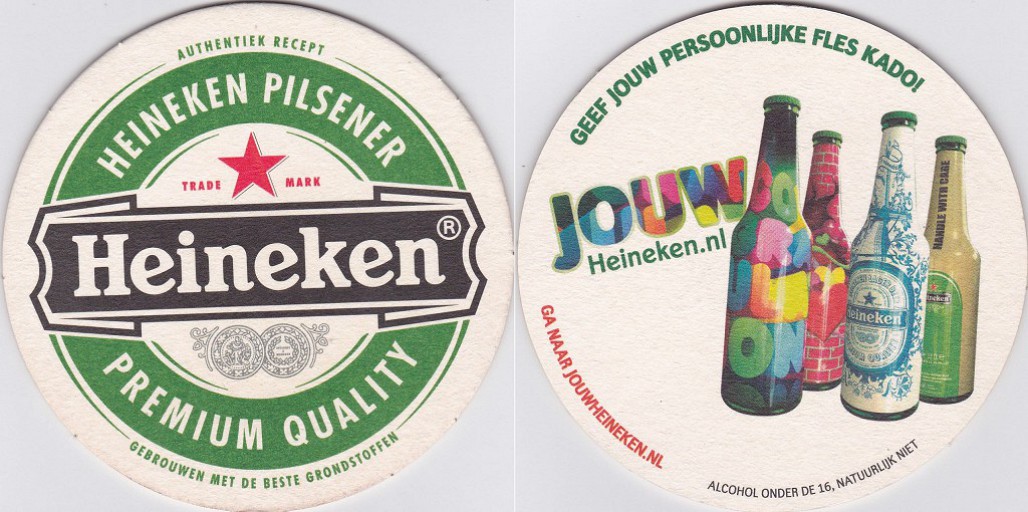 AUTHENTIEK RECEPT
HEINEKEN PILSENER
TRADE MARK
Heineken®
PREMIUM QUALITY
GEBROUWEN MET DE BESTE GRONDSTOFFEN
GEEF JOUW PERSOONLIJKE FLES KADO!
JOUW
Heineken.nl
HANDLE WITH CARE
Heineken
GA NAAR JOUWHEINEKEN.NL
ALCOHOL ONDER DE 16, NATUURLIJK NIET